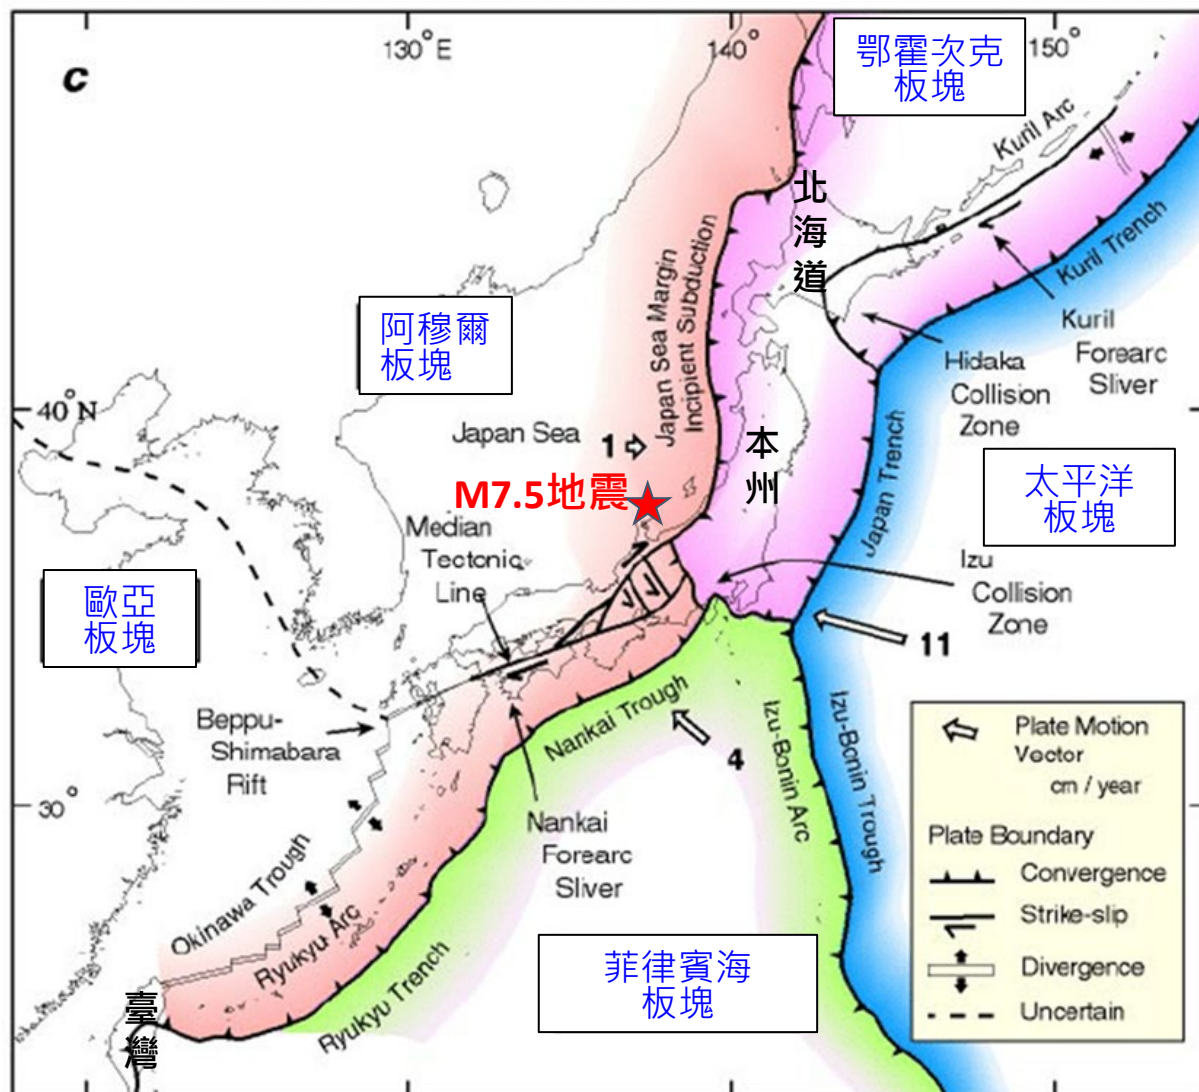 c
130°E
140°
150°
鄂霍次克
板塊
Kuril Arc
北海道
Kuril Trench
Japan Sea Margin
Incipient Subduction
阿穆爾
板塊
Kuril
Forearc
Sliver
Hidaka
Collision
Zone
40°N
Japan Sea
1
本州
Japan Trench
太平洋
板塊
M7.5地震
Median
Tectonic
Line
Izu
Collision
Zone
歐亞
板塊
11
Beppu-
Shimabara
Rift
Nankai Trough
4
Izu-Bonin Arc
Izu-Bonin Trough
30°
Nankai
Forearc
Sliver
Okinawa Trough
Ryukyu Arc
Ryukyu Trench
菲律賓海
板塊
臺灣
Plate Motion
Vector
cm / year
Plate Boundary
Convergence
Strike-slip
Divergence
Uncertain